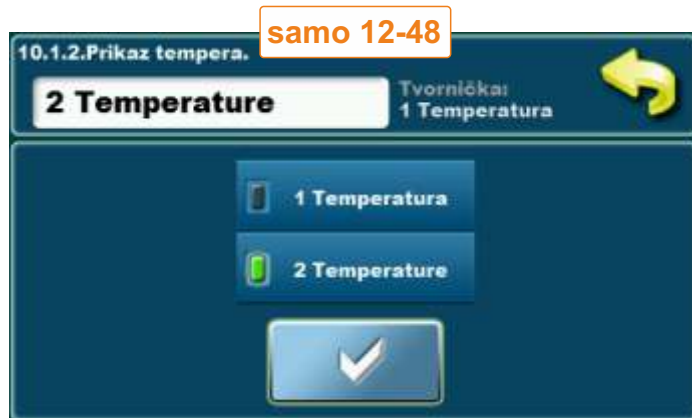 samo 12-48
10.1.2.Prikaz tempera.
2 Temperature
Tvornička:
1 Temperatura
1 Temperatura
2 Temperature